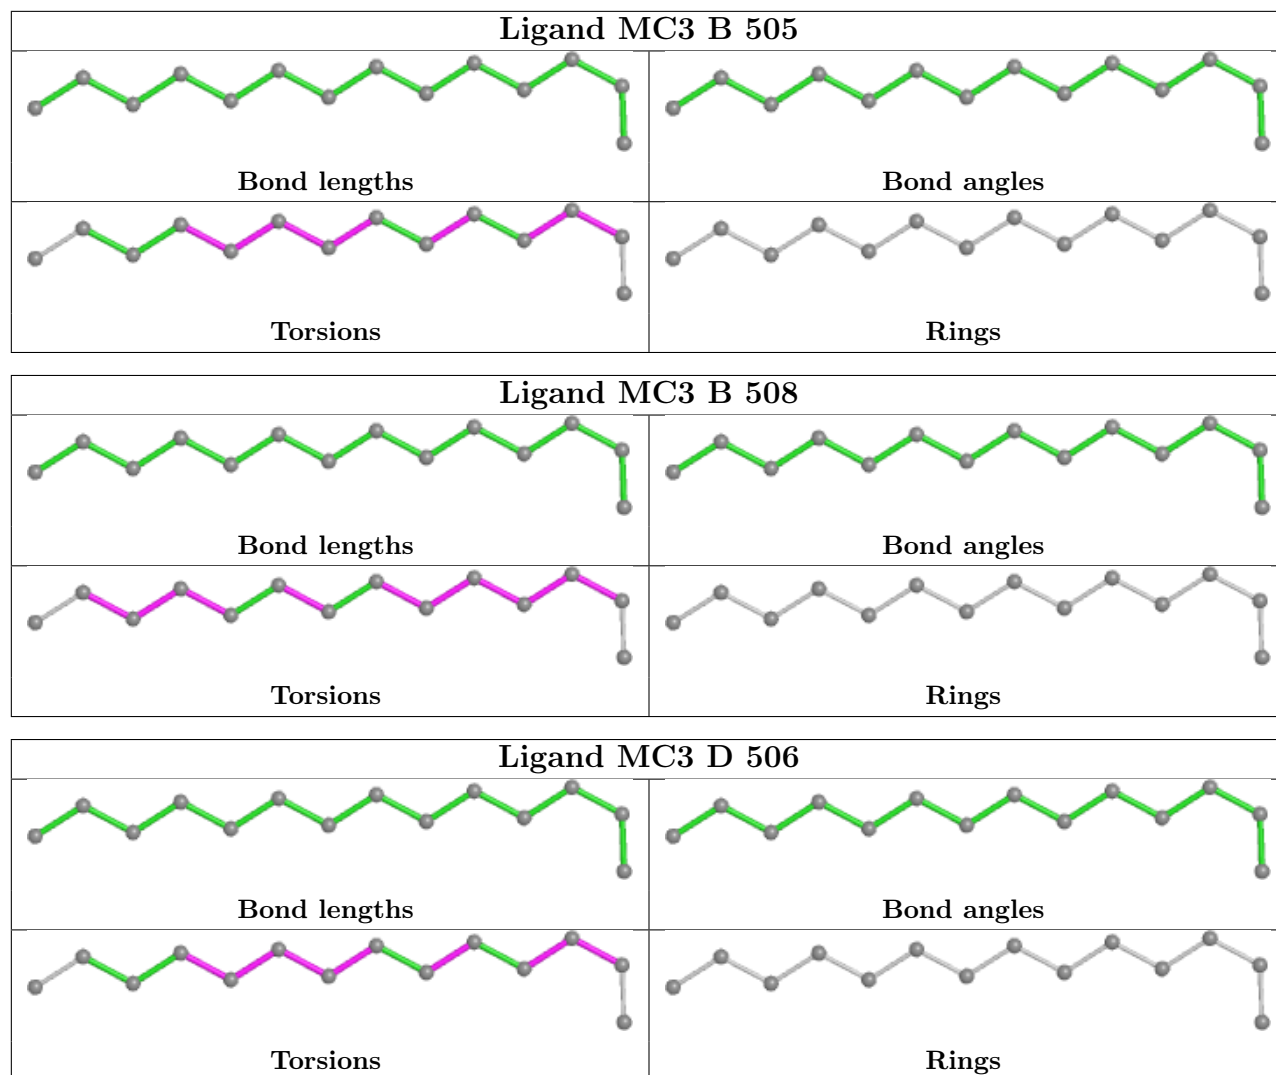 Ligand MC3 B 505
Bond lengths
Bond angles
Torsions
Rings
Ligand MC3 B 508
Bond lengths
Bond angles
Torsions
Rings
Ligand MC3 D 506
Bond lengths
Bond angles
Torsions
Rings